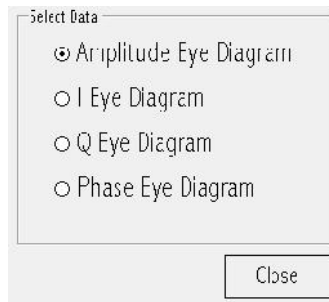 Select Data
Amplitude Eye Diagram
I Eye Diagram
Q Eye Diagram
Phase Eye Diagram
Close